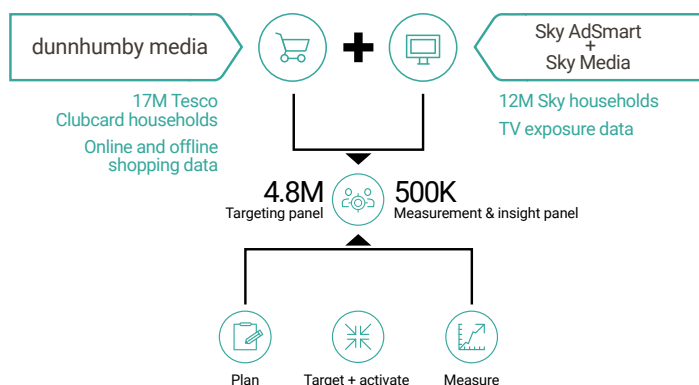 dunnhumby media
Sky AdSmart
+
Sky Media
17M Tesco
Clubcard households
Online and offline
shopping data
12M Sky households
TV exposure data
4.8M
Targeting panel
500K
Measurement & insight panel
Plan
Target + activate
Measure